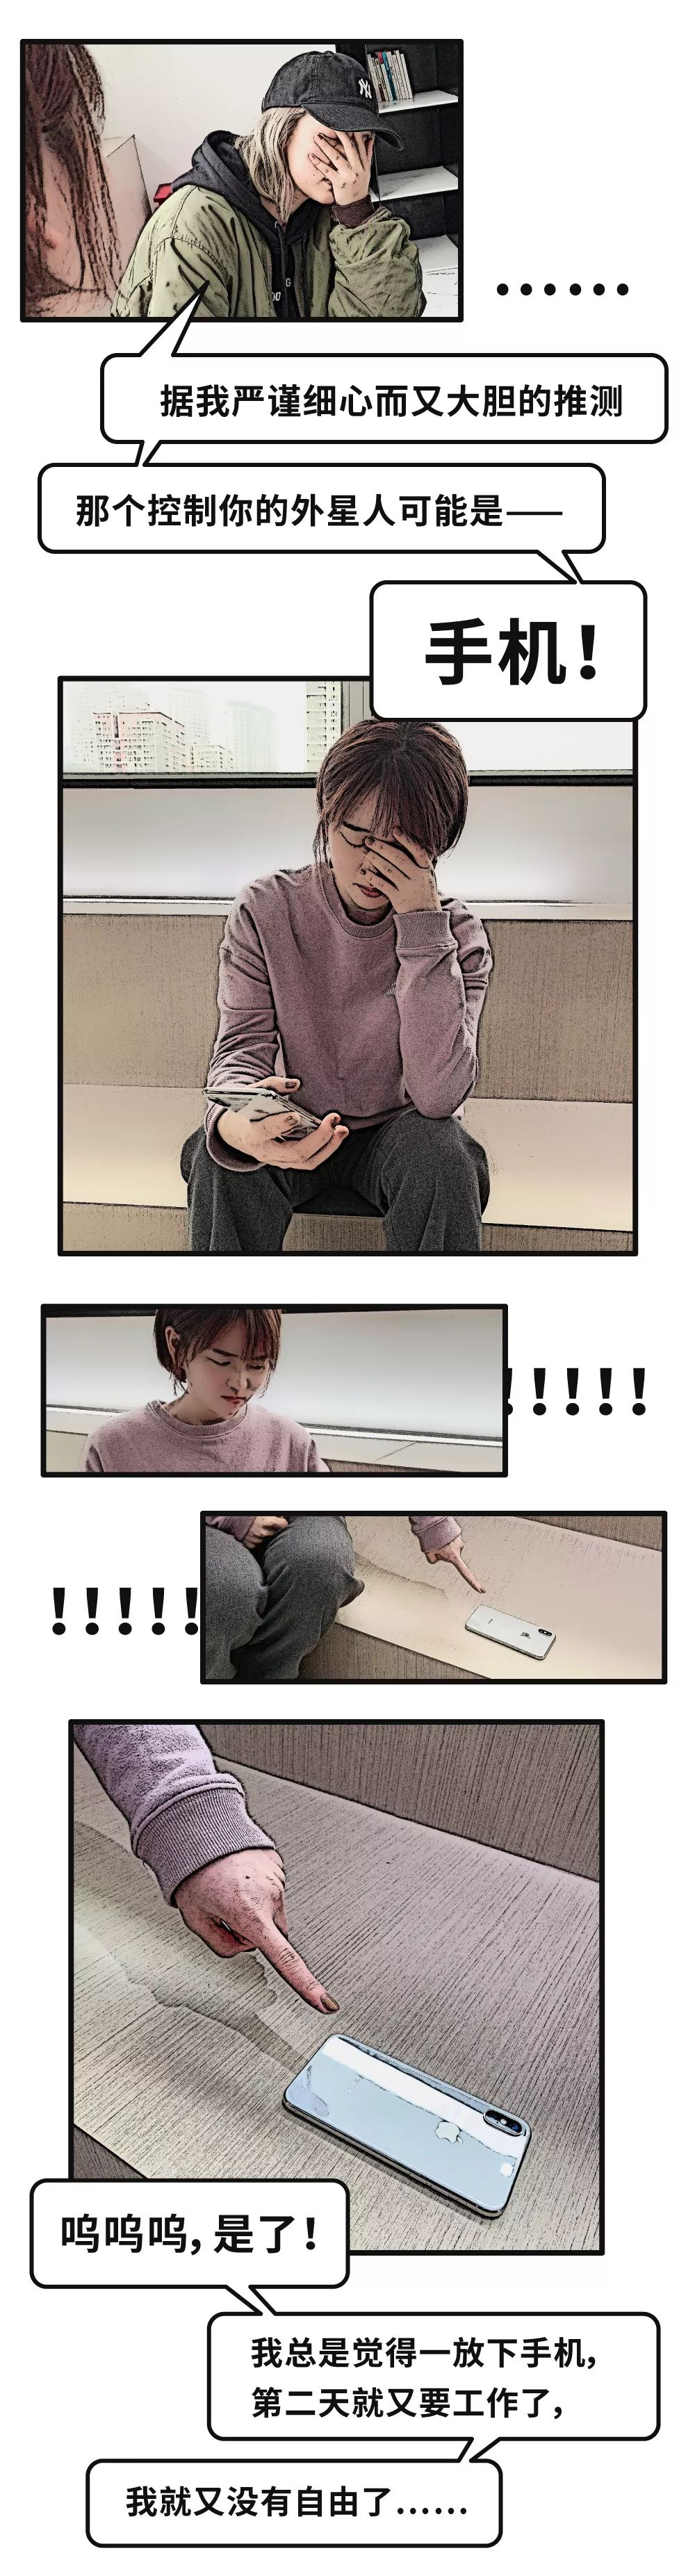 ……
据我严谨细心而又大胆的推测
那个控制你的外星人可能是——
手机！
！！！！！
！！！！！
呜呜呜，是了！
我总是觉得一放下手机，
第二天就又要工作了，
我就又没有自由了……